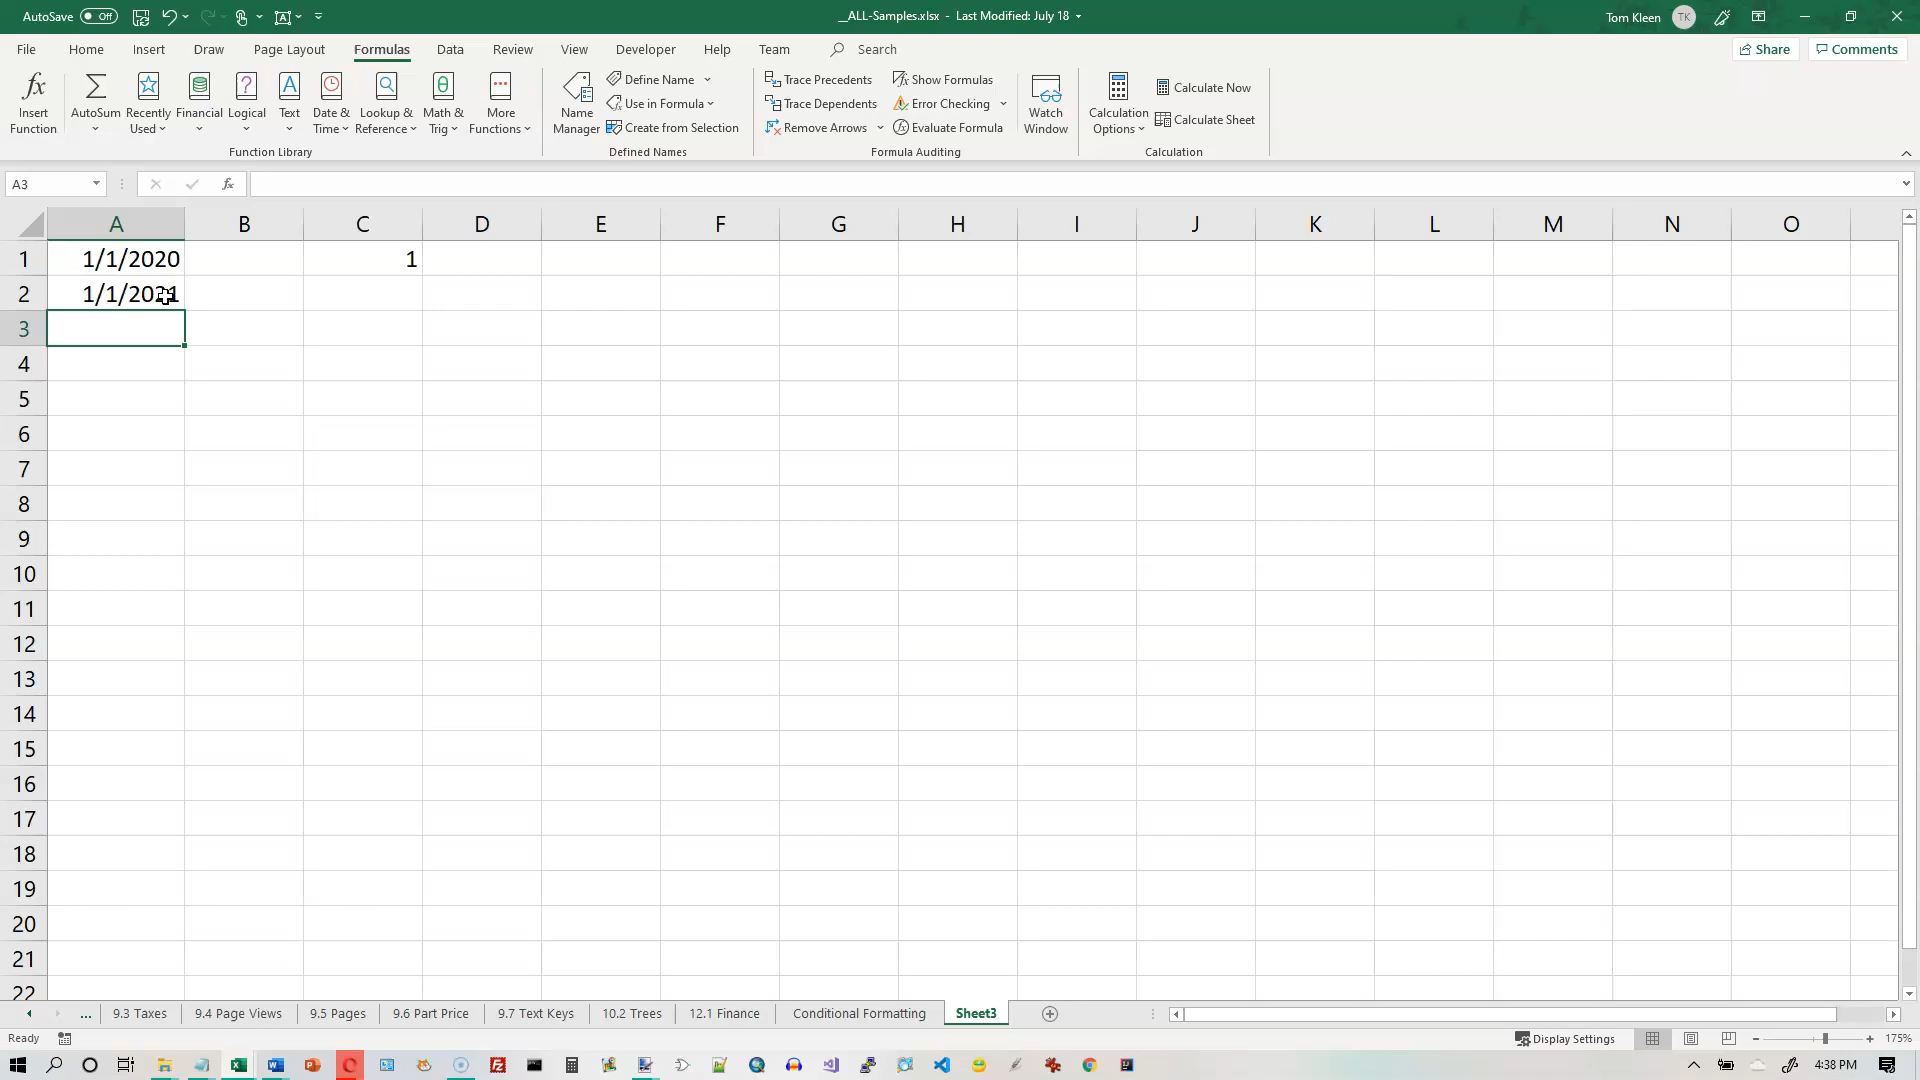 AutoSave Off
__ALL-Samples.xlsx - Last Modified: July 18
Tom Kleen TK
File Home Insert Draw Page Layout Formulas Data Review View Developer Help Team Search
Share Comments
fx
Insert Function
AutoSum
Recently Used
Financial
Logical
Text
Date & Time
Lookup & Reference
Math & Trig
More Functions
Function Library
Name Manager
Define Name
Use in Formula
Create from Selection
Defined Names
Trace Precedents
Trace Dependents
Remove Arrows
Show Formulas
Error Checking
Evaluate Formula
Formula Auditing
Watch Window
Calculation Options
Calculate Now
Calculate Sheet
Calculation
A3
fx
A B C D E F G H I J K L M N O
1 1/1/2020 1
2 1/1/2021
3
4
5
6
7
8
9
10
11
12
13
14
15
16
17
18
19
20
21
22
... 9.3 Taxes 9.4 Page Views 9.5 Pages 9.6 Part Price 9.7 Text Keys 10.2 Trees 12.1 Finance Conditional Formatting Sheet3
Ready
Display Settings
175%
4:38 PM